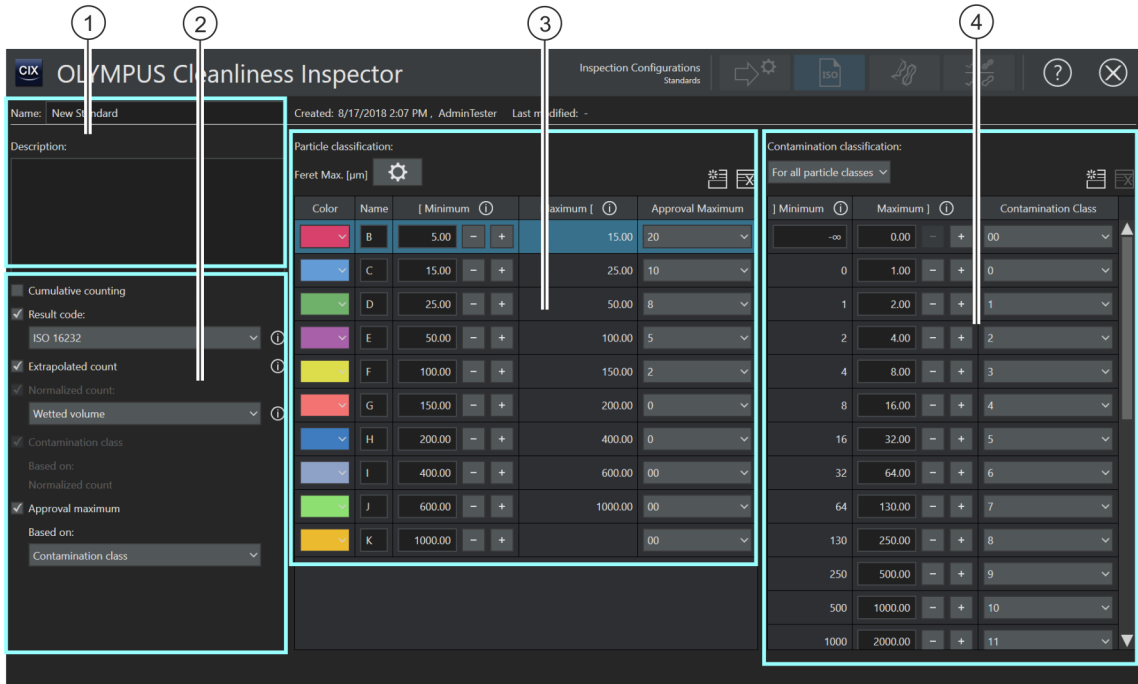 1 2 3 4
CIX OLYMPUS Cleanliness Inspector Inspection Configurations
Standards
ISO ?
Name: New Standard Created: 8/17/2018 2:07 PM , AdminTester Last modified: -
Description:
Particle classification:
Feret Max. [µm]
Color Name [ Minimum Maximum [ Approval Maximum
B 5.00 - + 15.00 20
C 15.00 - + 25.00 10
D 25.00 - + 50.00 8
E 50.00 - + 100.00 5
F 100.00 - + 150.00 2
G 150.00 - + 200.00 0
H 200.00 - + 400.00 0
I 400.00 - + 600.00 00
J 600.00 - + 1000.00 00
K 1000.00 - + 00
Contamination classification:
For all particle classes
] Minimum Maximum ] Contamination Class
-∞ 0.00 - + 00
0 1.00 - + 0
1 2.00 - + 1
2 4.00 - + 2
4 8.00 - + 3
8 16.00 - + 4
16 32.00 - + 5
32 64.00 - + 6
64 130.00 - + 7
130 250.00 - + 8
250 500.00 - + 9
500 1000.00 - + 10
1000 2000.00 - + 11
Cumulative counting
Result code:
ISO 16232
Extrapolated count
Normalized count:
Wetted volume
Contamination class
Based on:
Normalized count
Approval maximum
Based on:
Contamination class